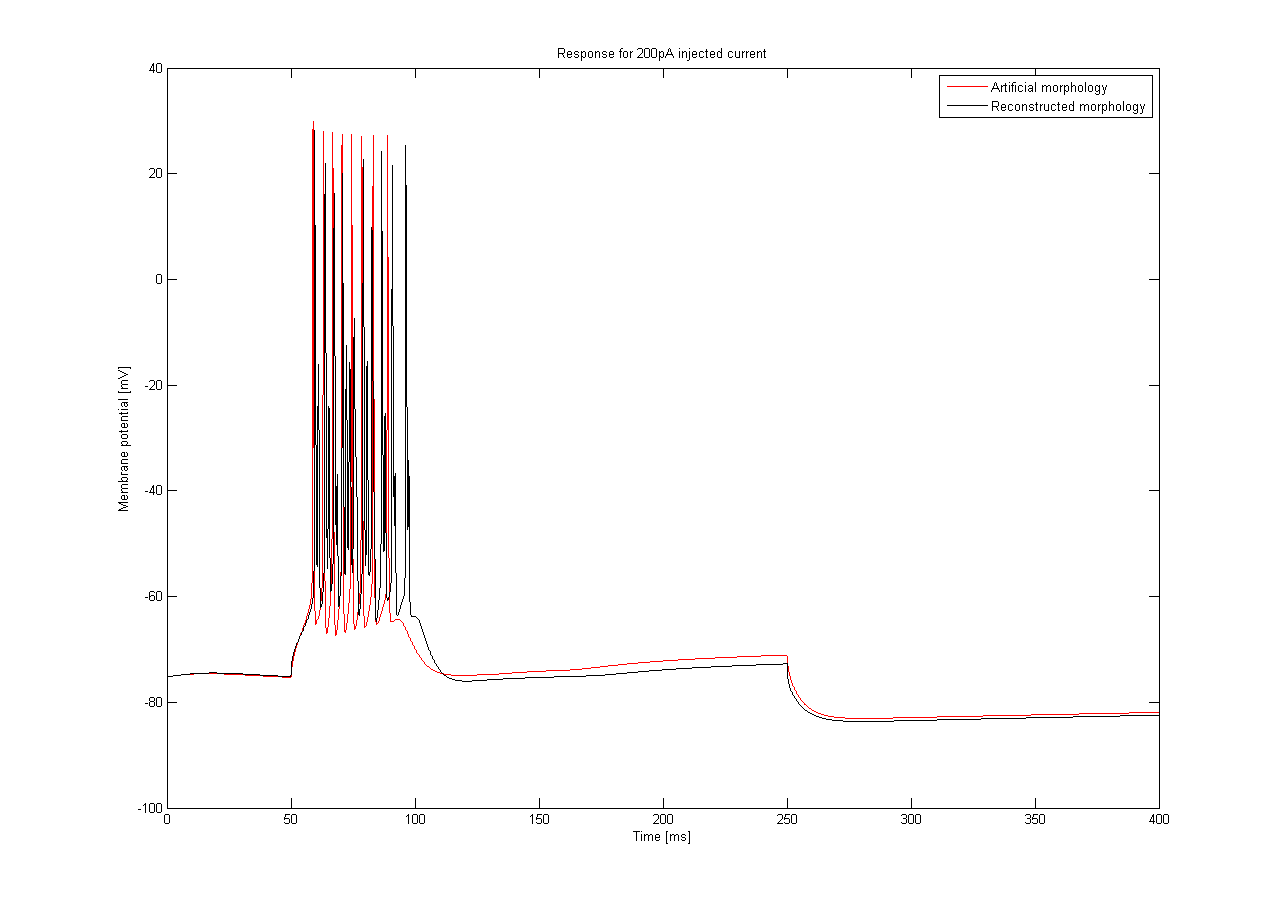 Response for 200pA injected current
Artificial morphology
Reconstructed morphology
40
20
0
-20
-40
-60
-80
-100
Membrane potential [mV]
0 50 100 150 200 250 300 350 400
Time [ms]